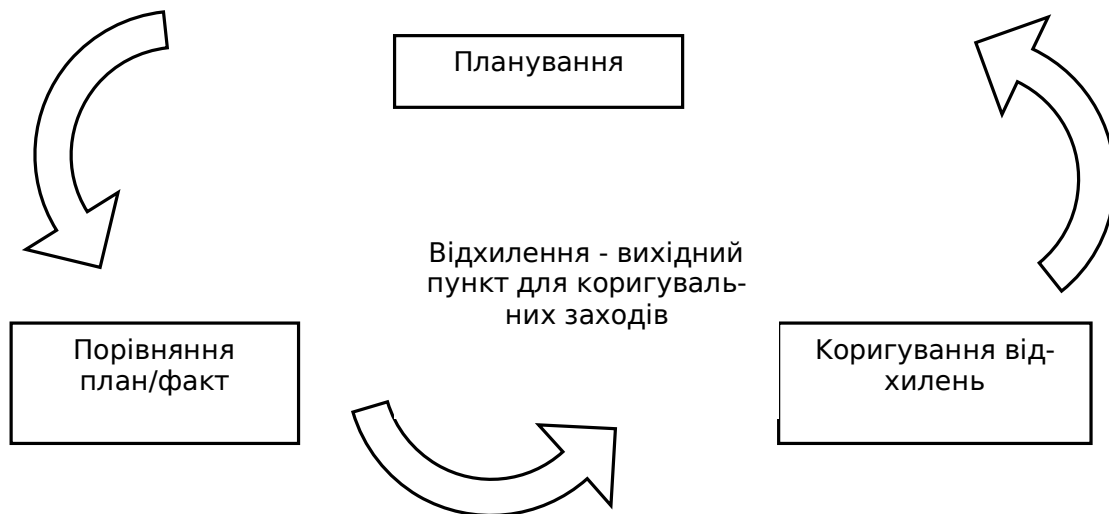 Планування
Відхилення - вихідний
пункт для коригуваль-
них заходів
Порівняння
план/факт
Коригування від-
хилень